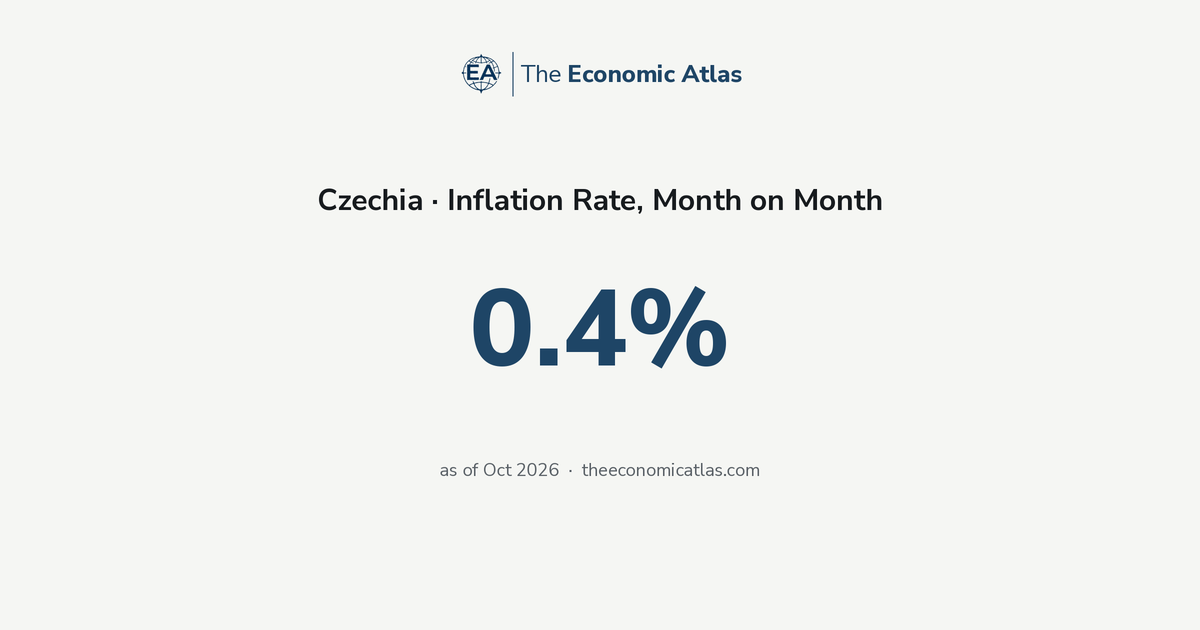 EA The Economic Atlas
Czechia · Inflation Rate, Month on Month
0.4%
as of Oct 2026 · theeconomicatlas.com